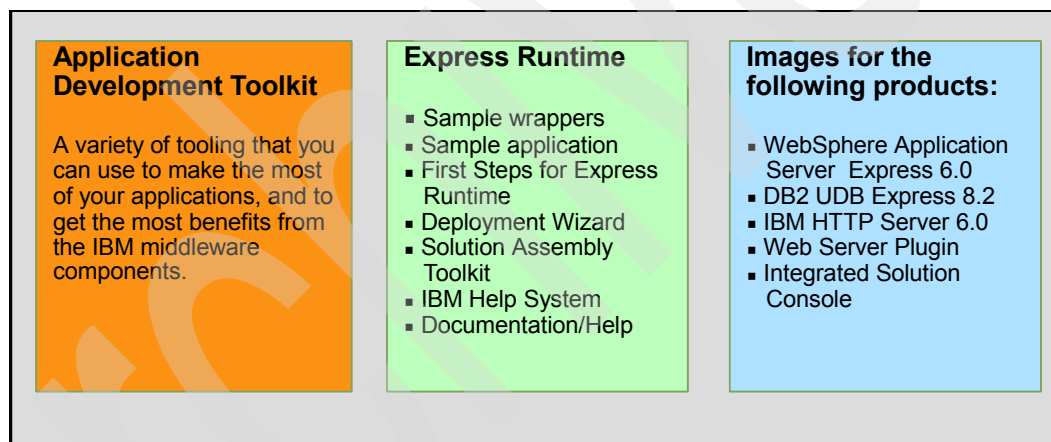 Application
Development Toolkit
A variety of tooling that you
can use to make the most
of your applications, and to
get the most benefits from
the IBM middleware
components.
Express Runtime
▪ Sample wrappers
▪ Sample application
▪ First Steps for Express
Runtime
▪ Deployment Wizard
▪ Solution Assembly
Toolkit
▪ IBM Help System
▪ Documentation/Help
Images for the
following products:
▪ WebSphere Application
Server Express 6.0
▪ DB2 UDB Express 8.2
▪ IBM HTTP Server 6.0
▪ Web Server Plugin
▪ Integrated Solution
Console